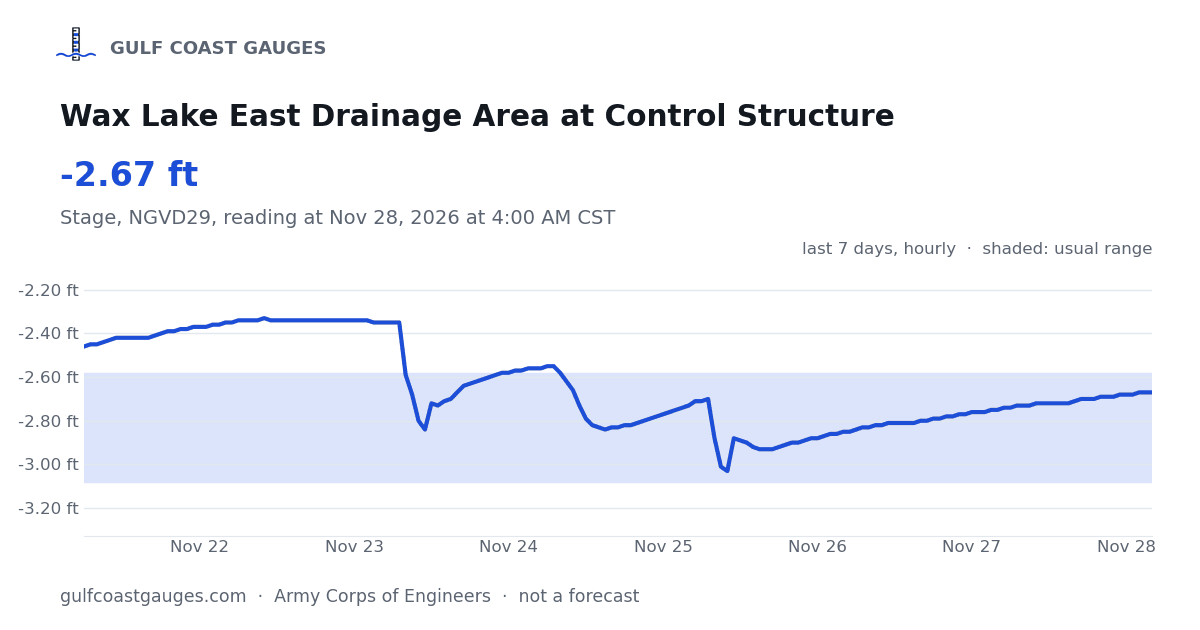 GULF COAST GAUGES
Wax Lake East Drainage Area at Control Structure
-2.67 ft
Stage, NGVD29, reading at Nov 28, 2026 at 4:00 AM CST
last 7 days, hourly · shaded: usual range
-2.20 ft
-2.40 ft
-2.60 ft
-2.80 ft
-3.00 ft
-3.20 ft
Nov 22 Nov 23 Nov 24 Nov 25 Nov 26 Nov 27 Nov 28
gulfcoastgauges.com · Army Corps of Engineers · not a forecast